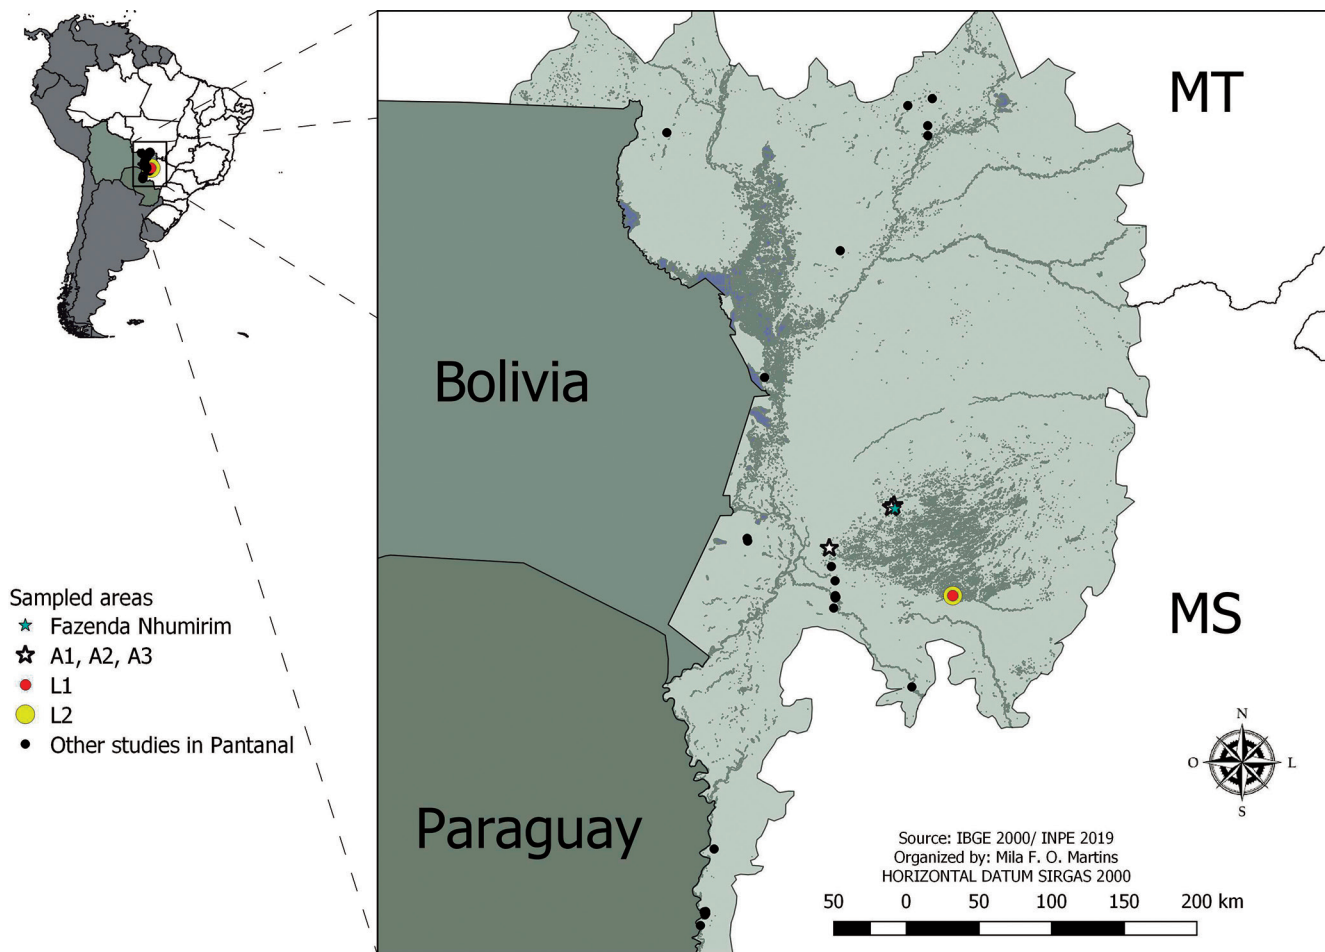 MT
Bolivia
MS
Sampled areas
Fazenda Nhumirim
A1, A2, A3
L1
L2
Other studies in Pantanal
Paraguay
N
O L
S
Source: IBGE 2000/ INPE 2019
Organized by: Mila F. O. Martins
HORIZONTAL DATUM SIRGAS 2000
50 0 50 100 150 200 km